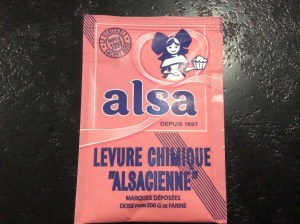 alsa
DEPUIS 1897
LEVURE CHIMIQUE
"ALSACIENNE"
MARQUES DÉPOSÉES
DOSE POUR 500 G DE FARINE